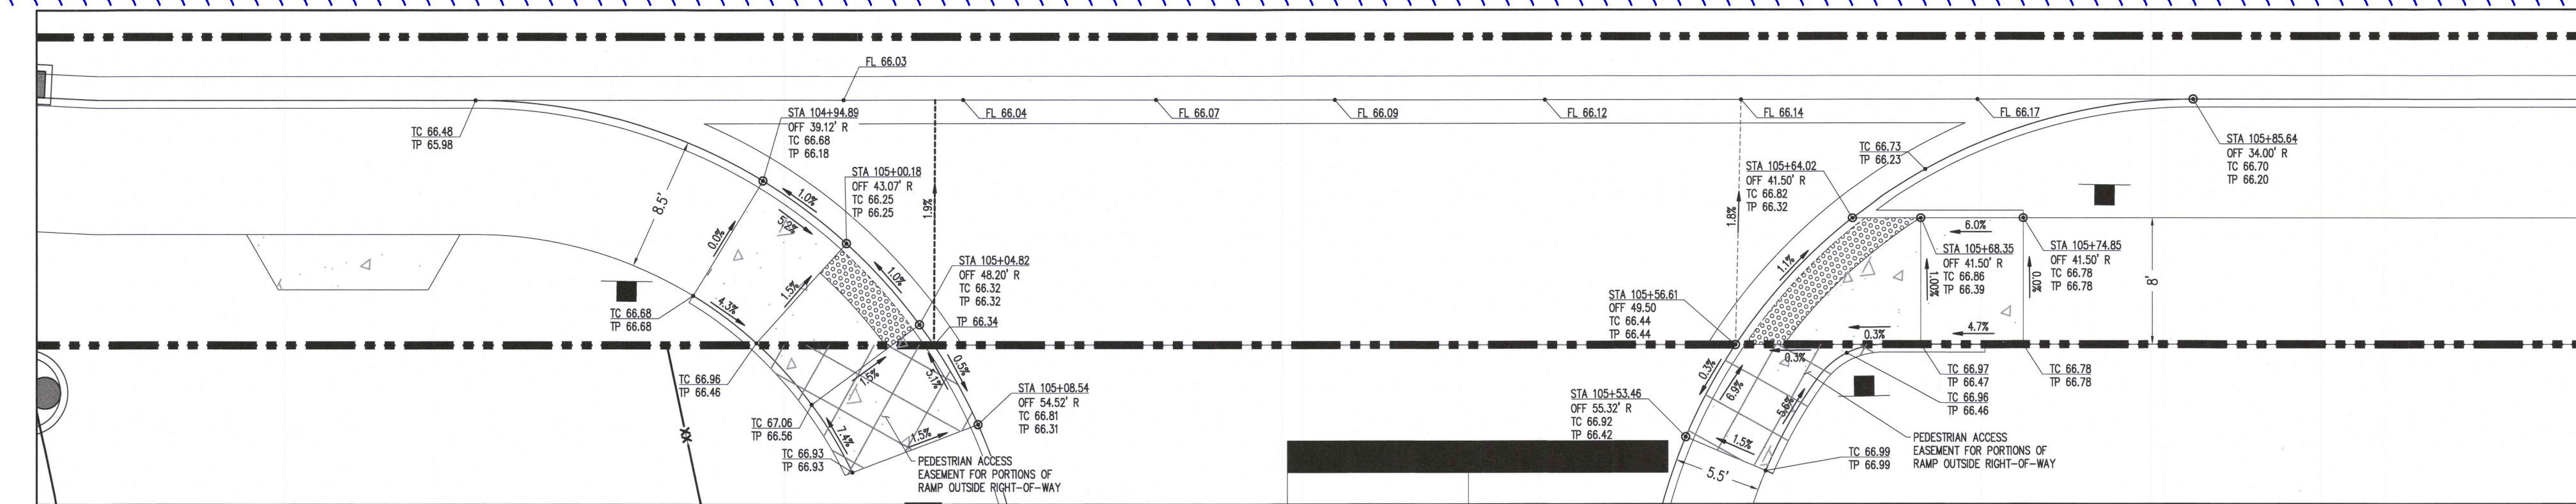 FL 66.03
TC 66.48
TP 65.98
STA 104+94.89
OFF 39.12' R
TC 66.68
TP 66.18
FL 66.04
FL 66.07
FL 66.09
FL 66.12
FL 66.14
FL 66.17
STA 105+85.64
OFF 34.00' R
TC 66.70
TP 66.20
TC 66.73
TP 66.23
STA 105+00.18
OFF 43.07' R
TC 66.25
TP 66.25
STA 105+64.02
OFF 41.50' R
TC 66.82
TP 66.32
8.5'
1.0%
5.2%
0.0%
1.9%
1.8%
6.0%
STA 105+68.35
OFF 41.50' R
TC 66.86
TP 66.39
STA 105+74.85
OFF 41.50' R
TC 66.78
TP 66.78
STA 105+04.82
OFF 48.20' R
TC 66.32
TP 66.32
1.0%
1.5%
4.3%
1.1%
1.00%
0.0%
8'
TC 66.68
TP 66.68
TP 66.34
STA 105+56.61
OFF 49.50
TC 66.44
TP 66.44
4.7%
0.3%
0.3%
0.3%
0.5%
5.1%
1.5%
6.9%
5.6%
TC 66.96
TP 66.46
TC 66.97
TP 66.47
TC 66.78
TP 66.78
TC 66.96
TP 66.46
STA 105+08.54
OFF 54.52' R
TC 66.81
TP 66.31
STA 105+53.46
OFF 55.32' R
TC 66.92
TP 66.42
TC 67.06
TP 66.56
7.4%
1.5%
1.5%
XX
TC 66.93
TP 66.93
PEDESTRIAN ACCESS
EASEMENT FOR PORTIONS OF
RAMP OUTSIDE RIGHT-OF-WAY
TC 66.99
TP 66.99
5.5'
PEDESTRIAN ACCESS
EASEMENT FOR PORTIONS OF
RAMP OUTSIDE RIGHT-OF-WAY